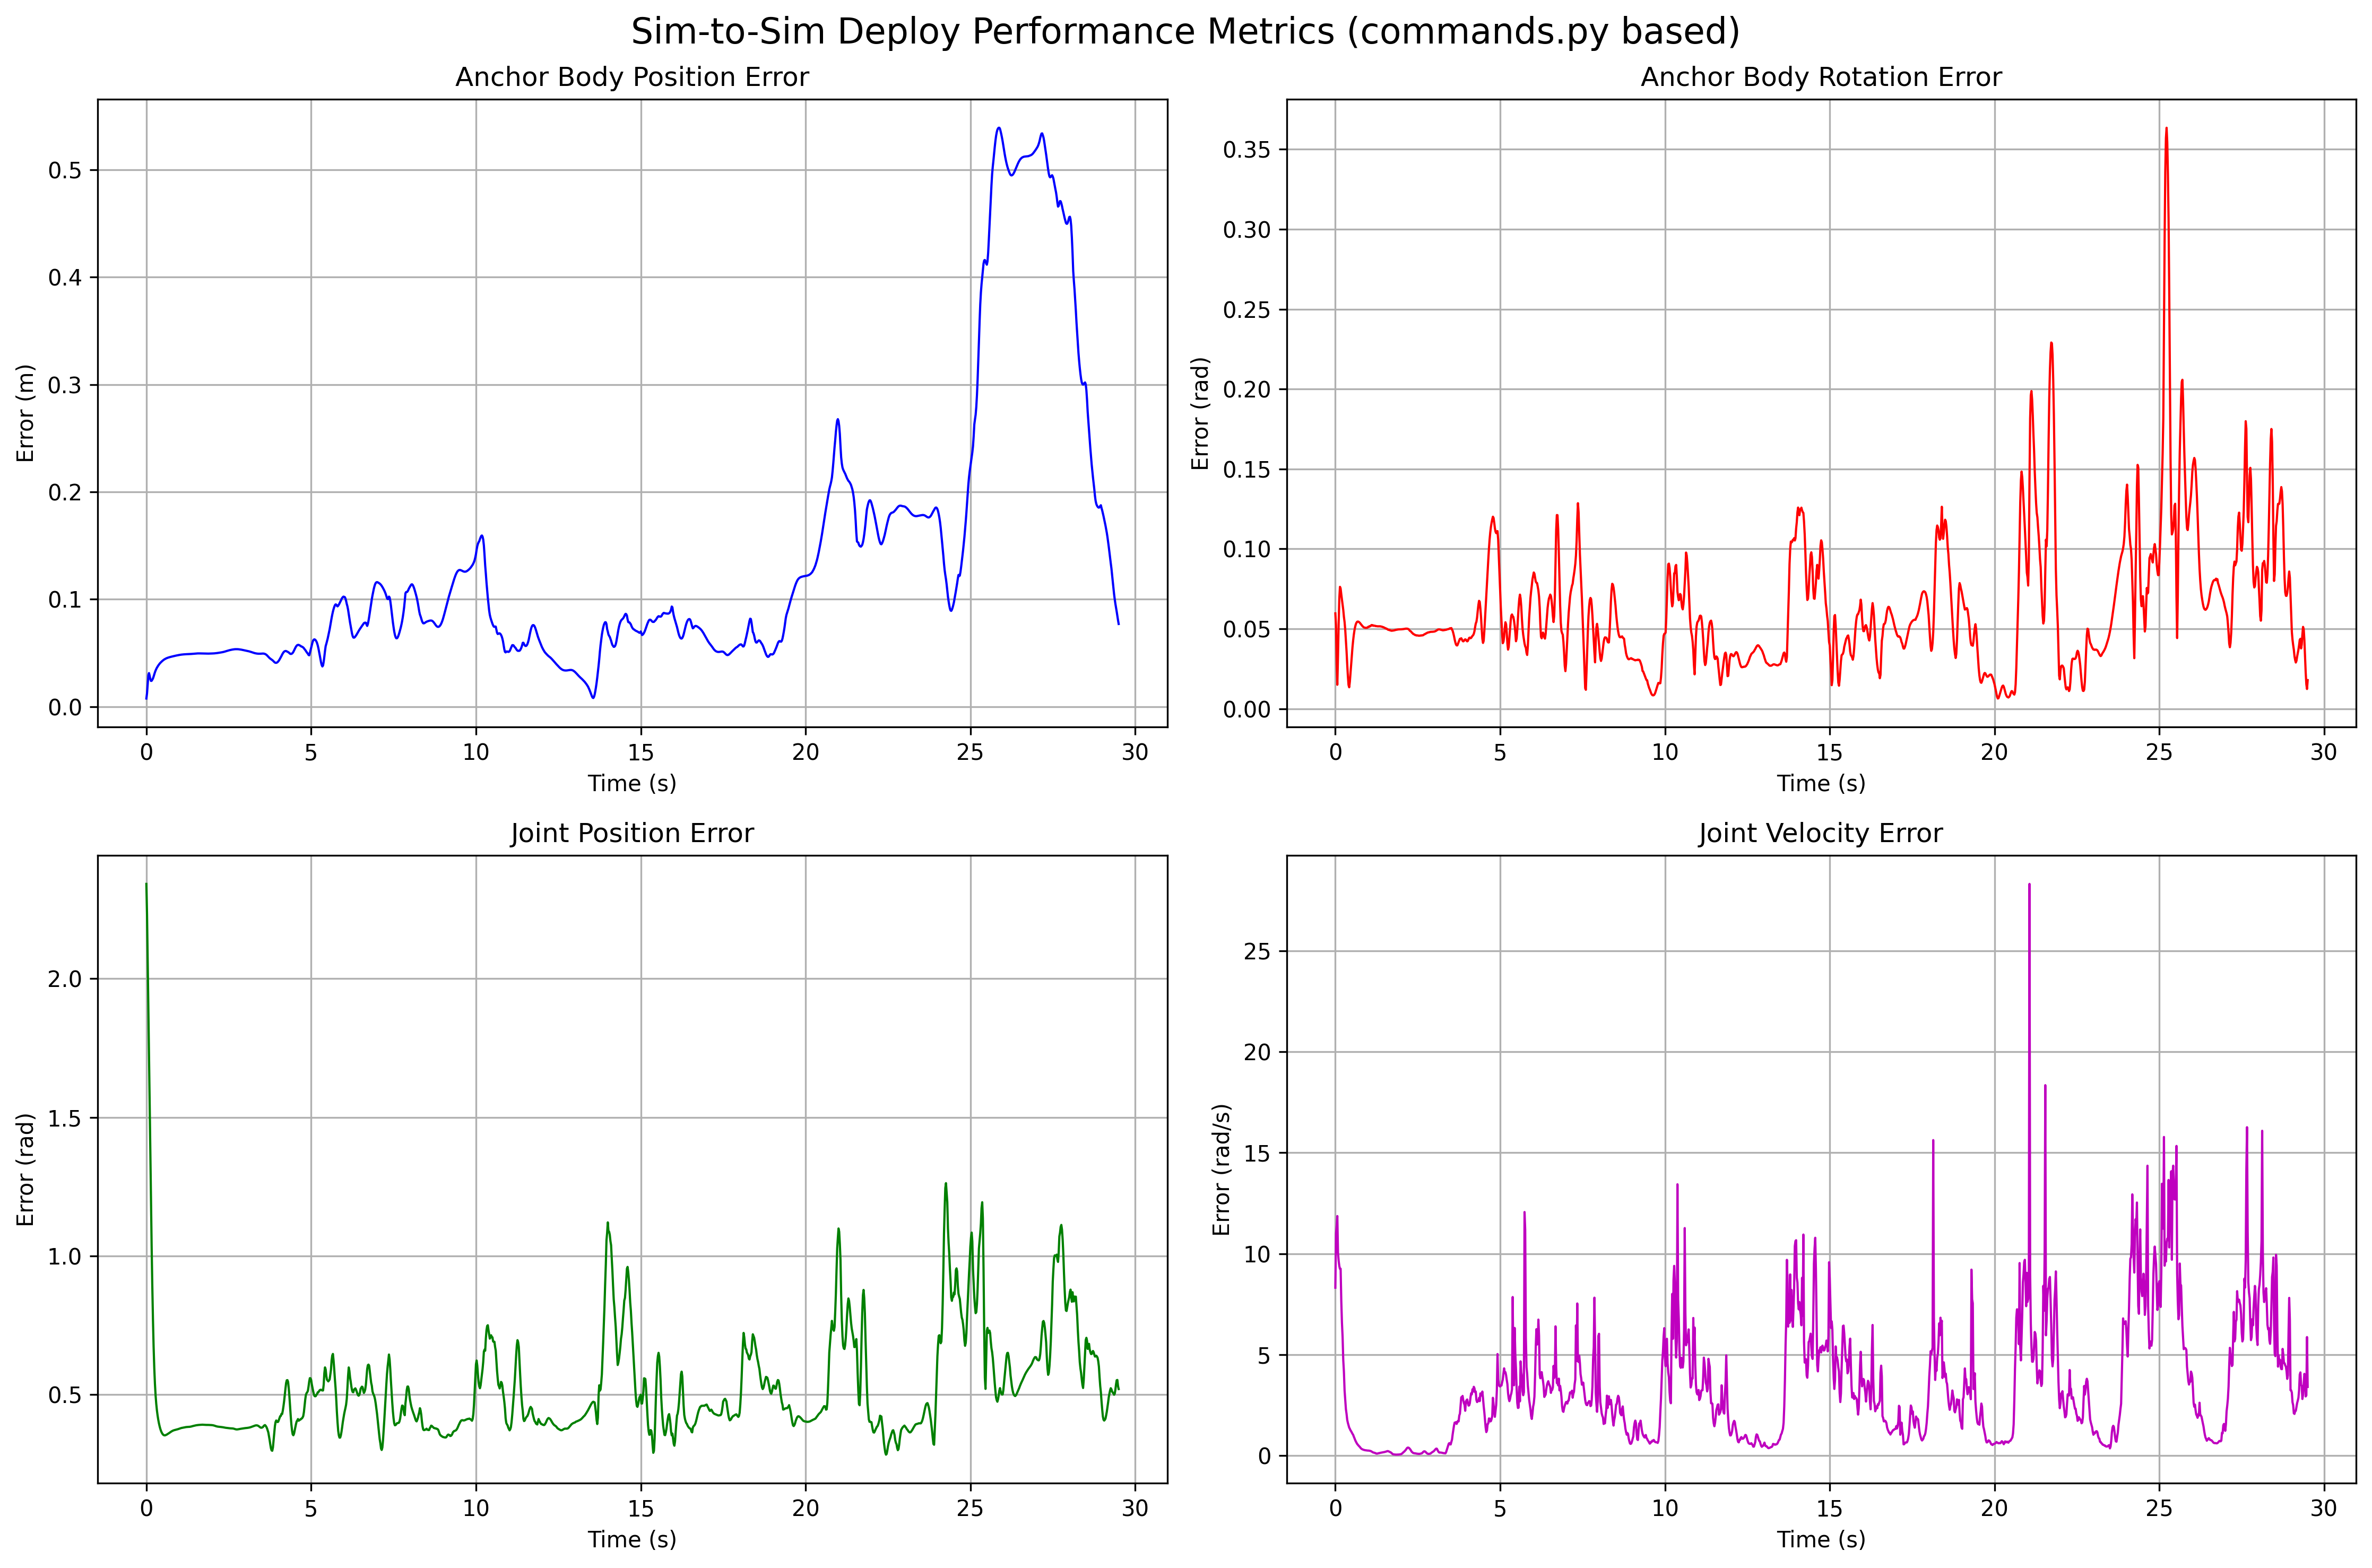 Sim-to-Sim Deploy Performance Metrics (commands.py based)
Anchor Body Position Error
Error (m)
0.5
0.4
0.3
0.2
0.1
0.0
0 5 10 15 20 25 30
Time (s)
Anchor Body Rotation Error
Error (rad)
0.35
0.30
0.25
0.20
0.15
0.10
0.05
0.00
0 5 10 15 20 25 30
Time (s)
Joint Position Error
Error (rad)
2.0
1.5
1.0
0.5
0 5 10 15 20 25 30
Time (s)
Joint Velocity Error
Error (rad/s)
25
20
15
10
5
0
0 5 10 15 20 25 30
Time (s)